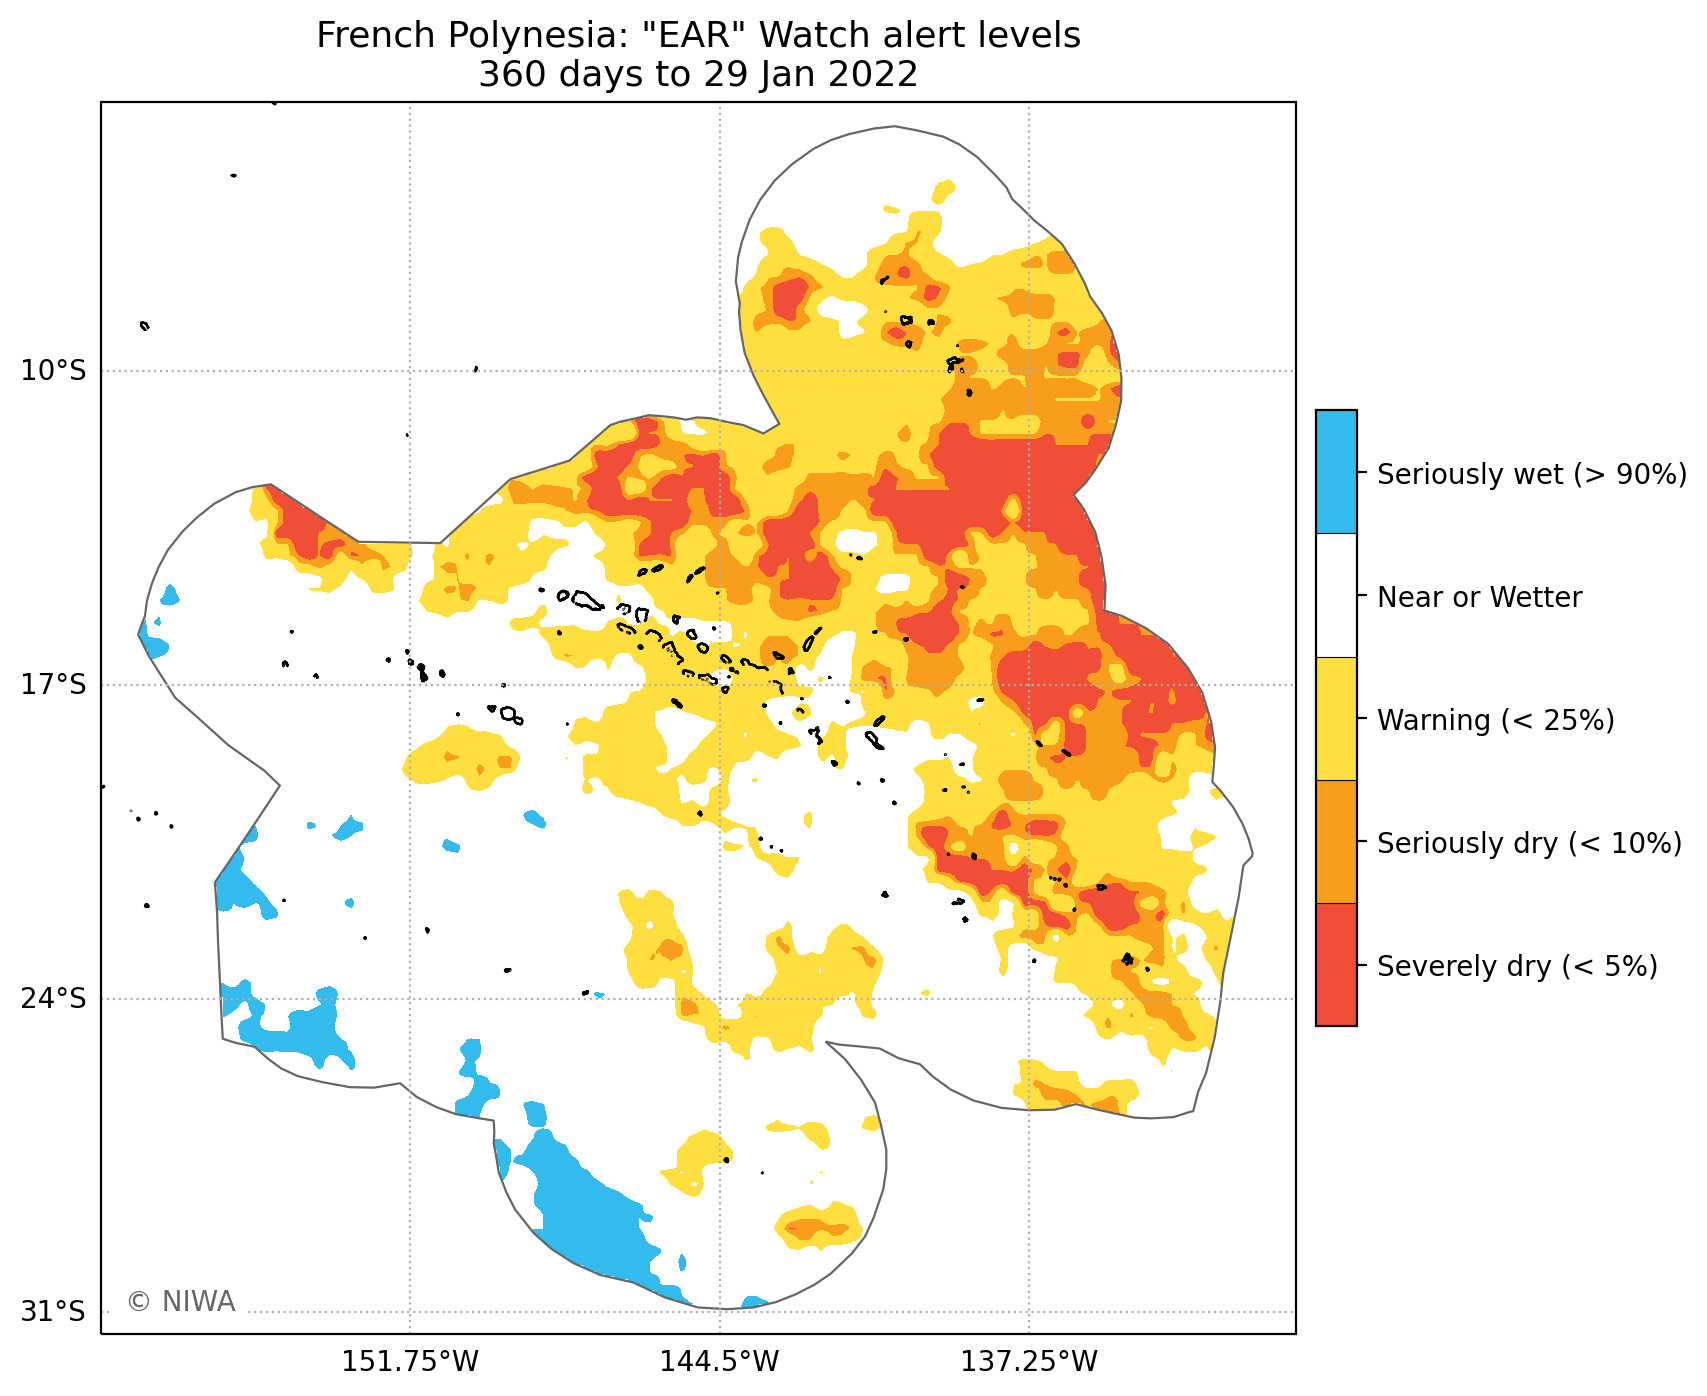 French Polynesia: "EAR" Watch alert levels
360 days to 29 Jan 2022
10°S
17°S
24°S
31°S
151.75°W
144.5°W
137.25°W
Seriously wet (> 90%)
Near or Wetter
Warning (< 25%)
Seriously dry (< 10%)
Severely dry (< 5%)
© NIWA